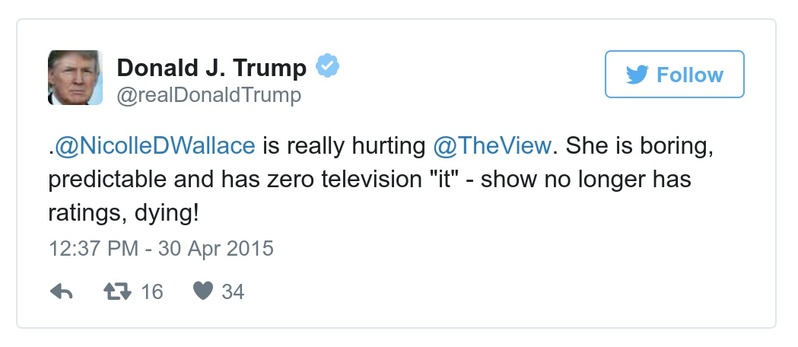 Donald J. Trump
@realDonaldTrump
Follow
.@NicolleDWallace is really hurting @TheView. She is boring,
predictable and has zero television "it" - show no longer has
ratings, dying!
12:37 PM - 30 Apr 2015
16 34